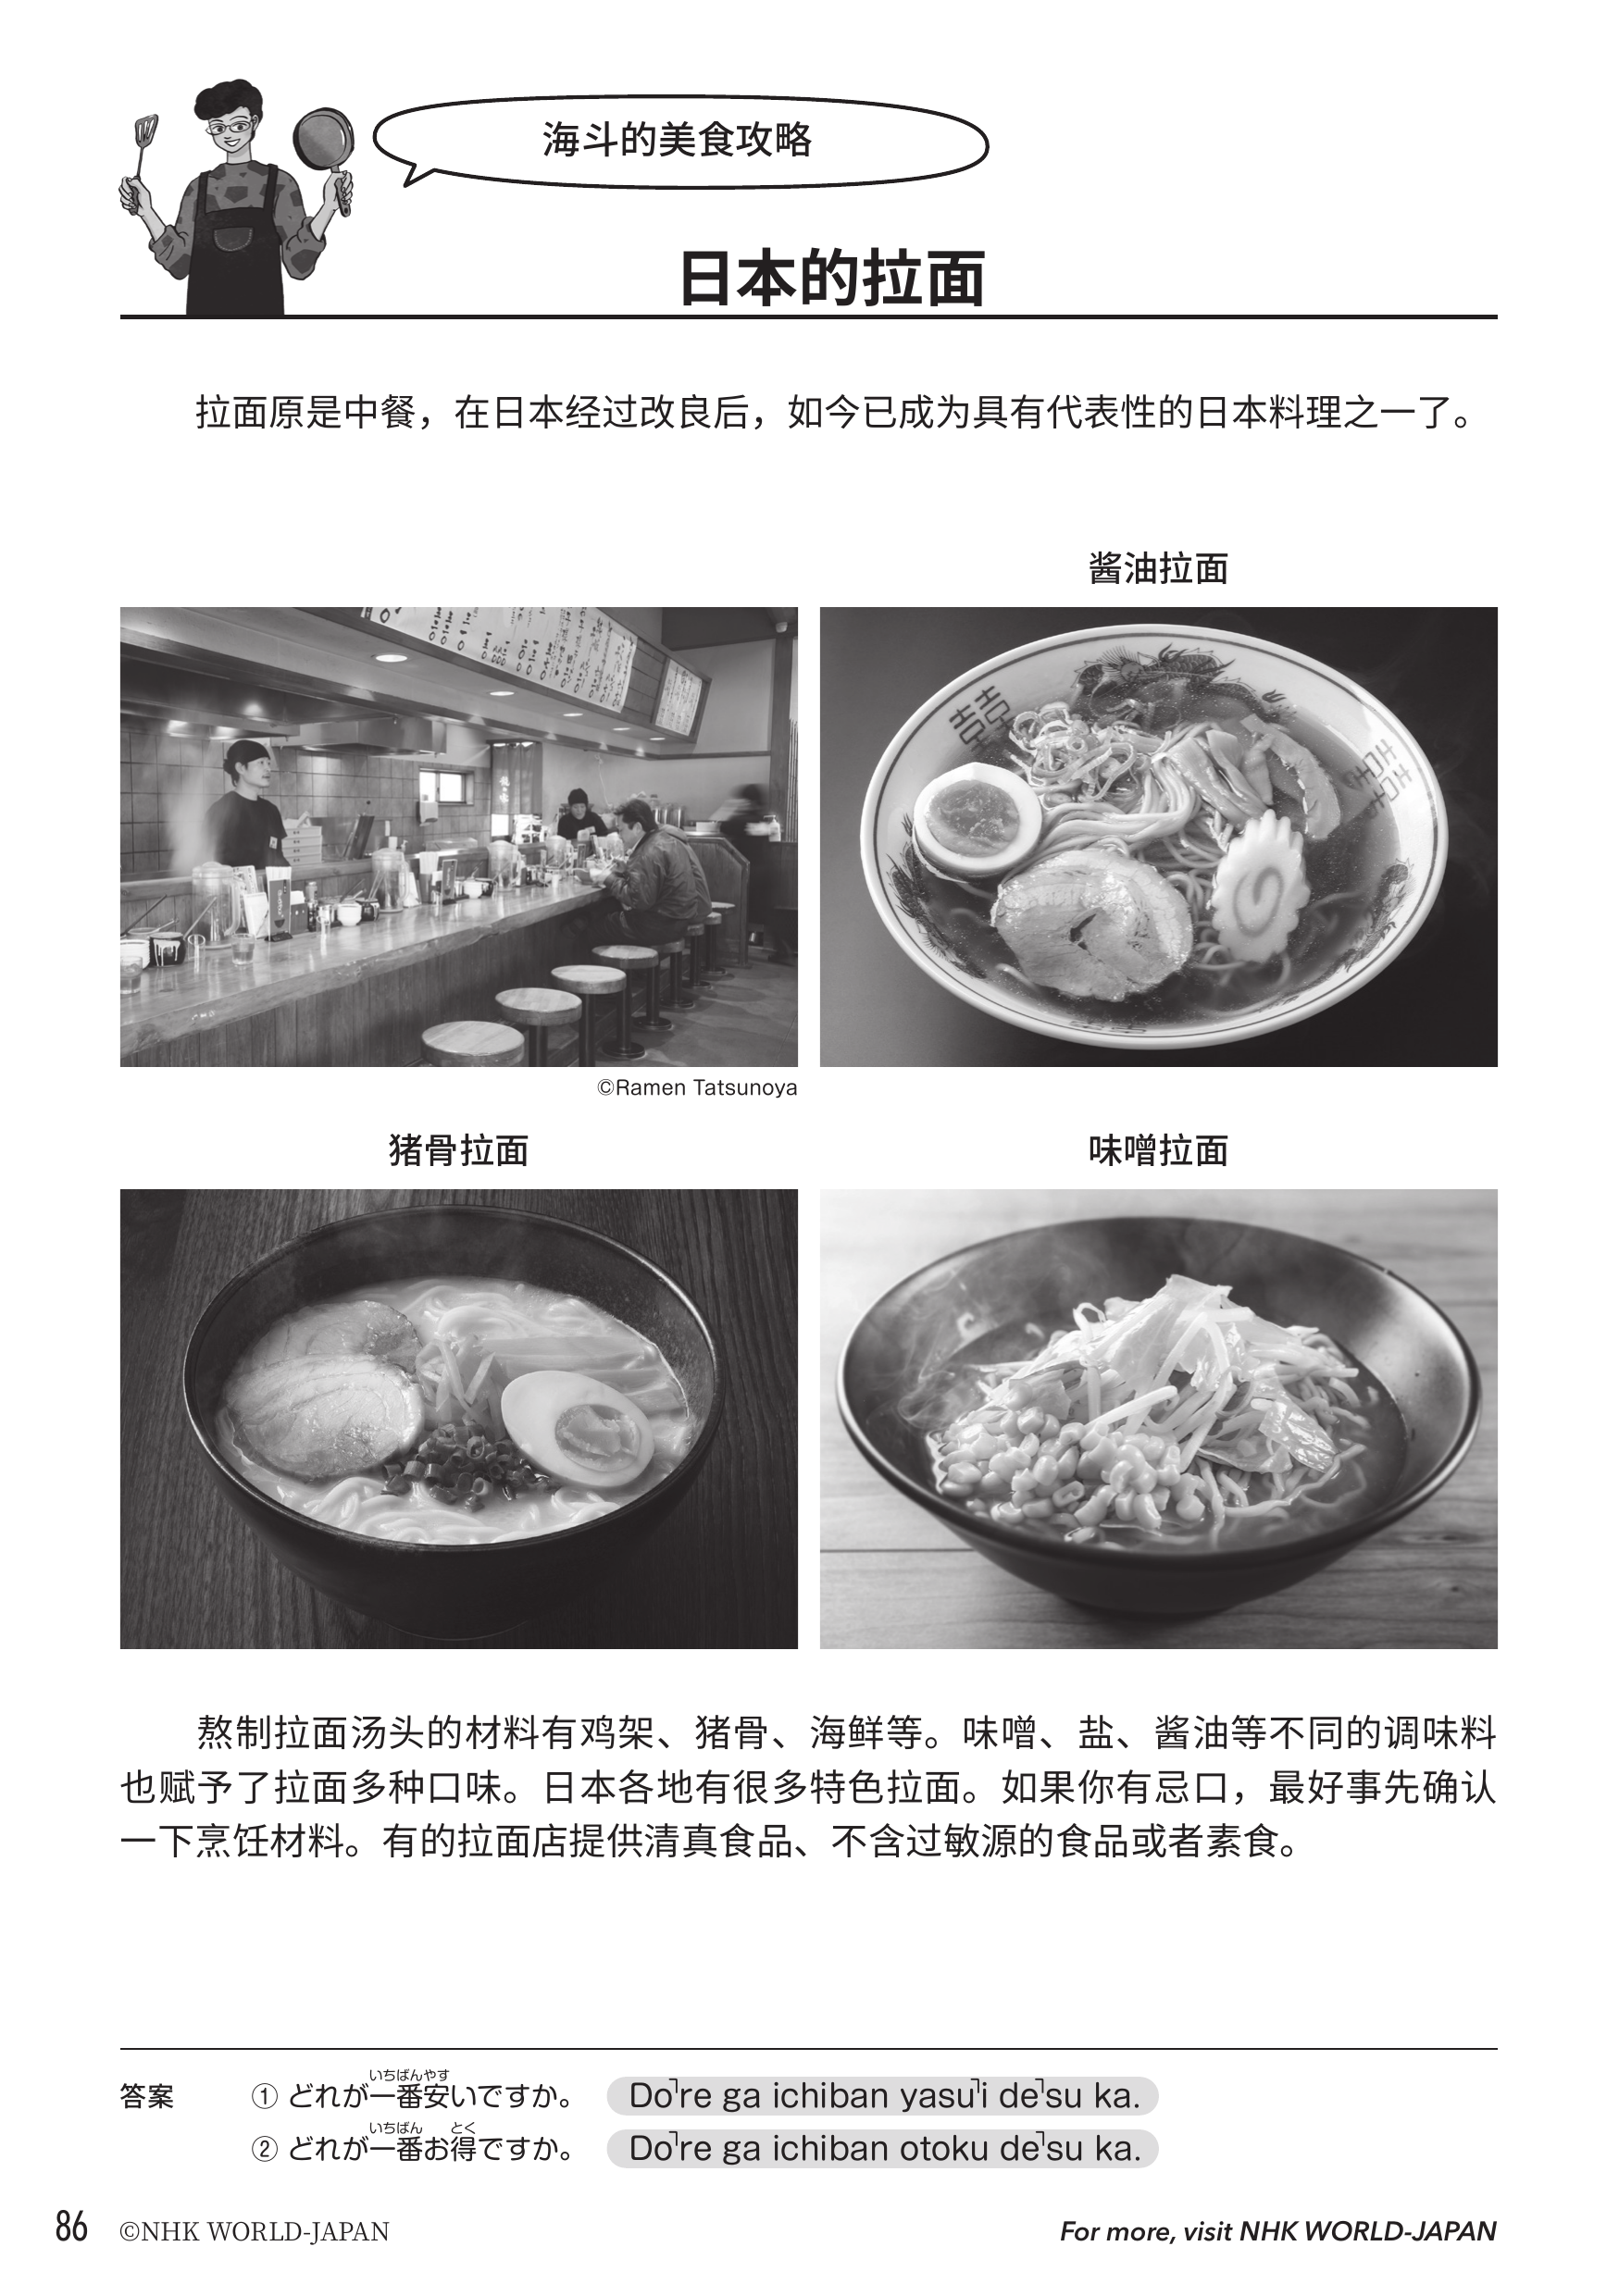 海斗的美食攻略
日本的拉面
拉面原是中餐，在日本经过改良后，如今已成为具有代表性的日本料理之一了。
酱油拉面
©Ramen Tatsunoya
猪骨拉面
味噌拉面
熬制拉面汤头的材料有鸡架、猪骨、海鲜等。味噌、盐、酱油等不同的调味料
也赋予了拉面多种口味。日本各地有很多特色拉面。如果你有忌口，最好事先确认
一下烹饪材料。有的拉面店提供清真食品、不含过敏源的食品或者素食。
いちばんやす
答案 ① どれが一番安いですか。 Do˥re ga ichiban yasu˥i de˥su ka.
いちばん とく
② どれが一番お得ですか。 Do˥re ga ichiban otoku de˥su ka.
86 ©NHK WORLD-JAPAN For more, visit NHK WORLD-JAPAN